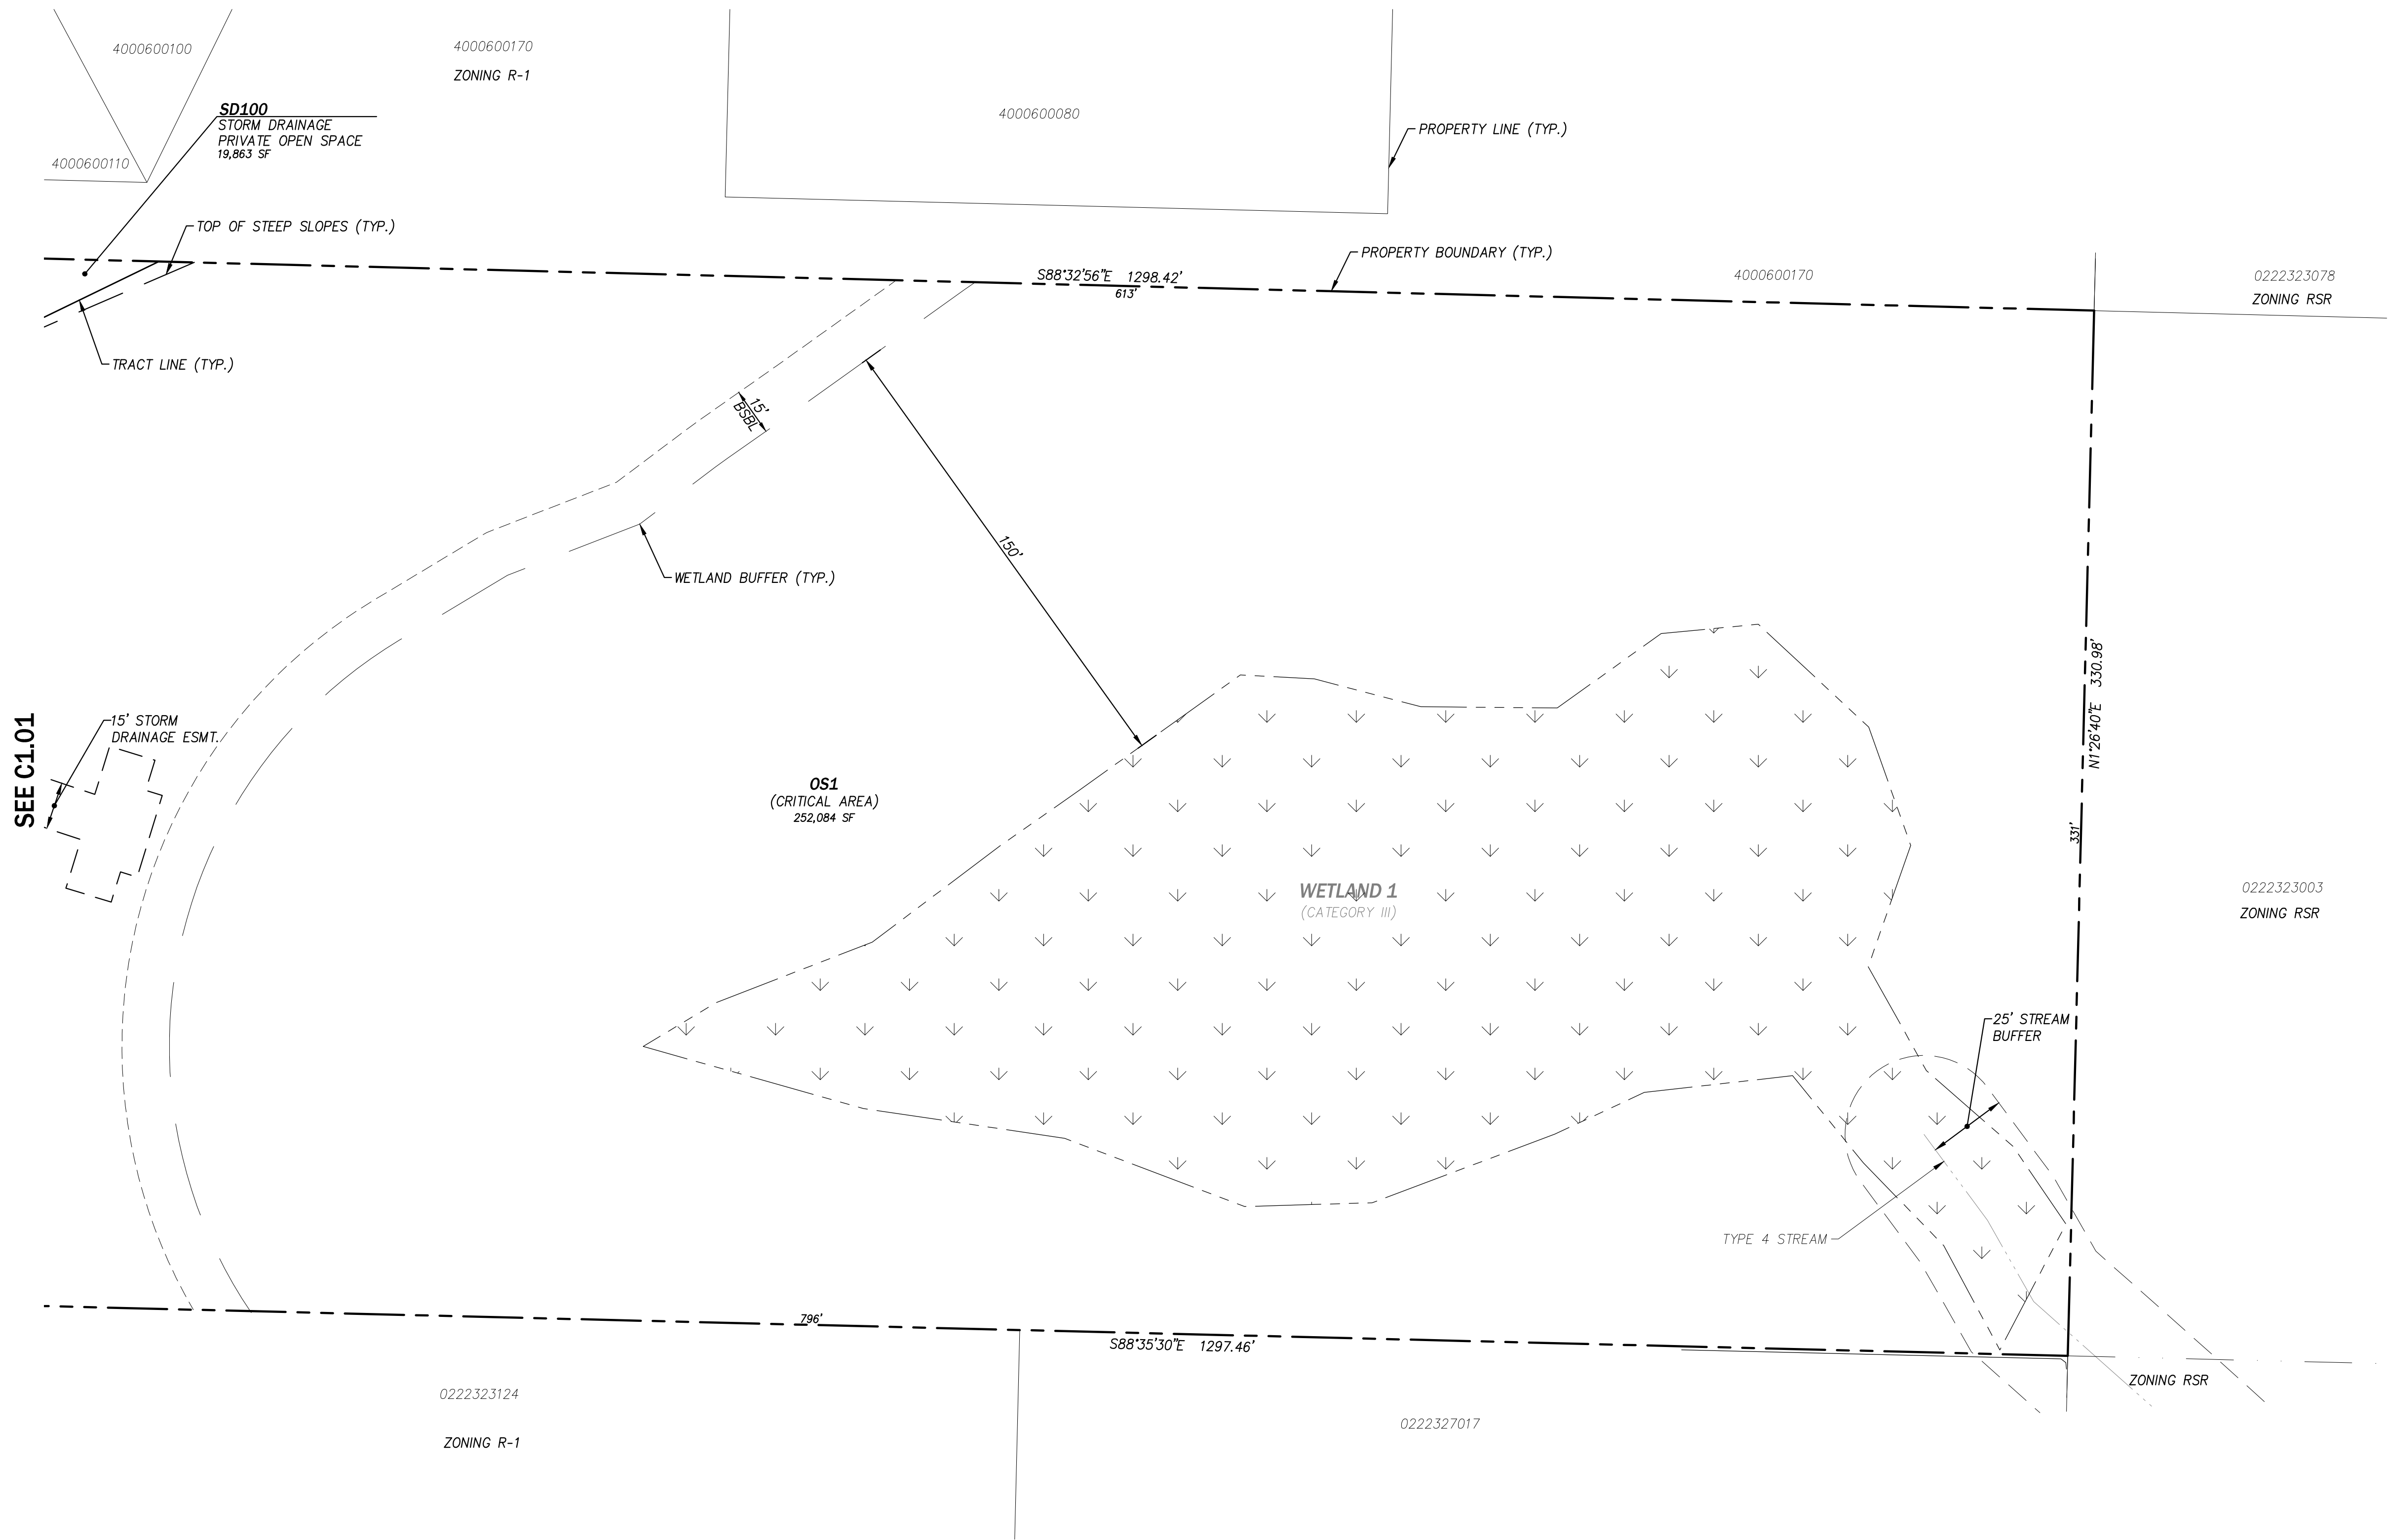 4000600100
4000600170
ZONING R-1
SD100
STORM DRAINAGE
PRIVATE OPEN SPACE
19,863 SF
4000600080
PROPERTY LINE (TYP.)
4000600110
TOP OF STEEP SLOPES (TYP.)
PROPERTY BOUNDARY (TYP.)
S88°32'56"E 1298.42'
613'
4000600170
0222323078
ZONING RSR
TRACT LINE (TYP.)
15'
BSBL
150'
WETLAND BUFFER (TYP.)
N1°26'40"E 330.98'
331'
SEE C1.01
15' STORM
DRAINAGE ESMT.
OS1
(CRITICAL AREA)
252,084 SF
WETLAND 1
(CATEGORY III)
0222323003
ZONING RSR
25' STREAM
BUFFER
TYPE 4 STREAM
796'
S88°35'30"E 1297.46'
ZONING RSR
0222323124
ZONING R-1
0222327017